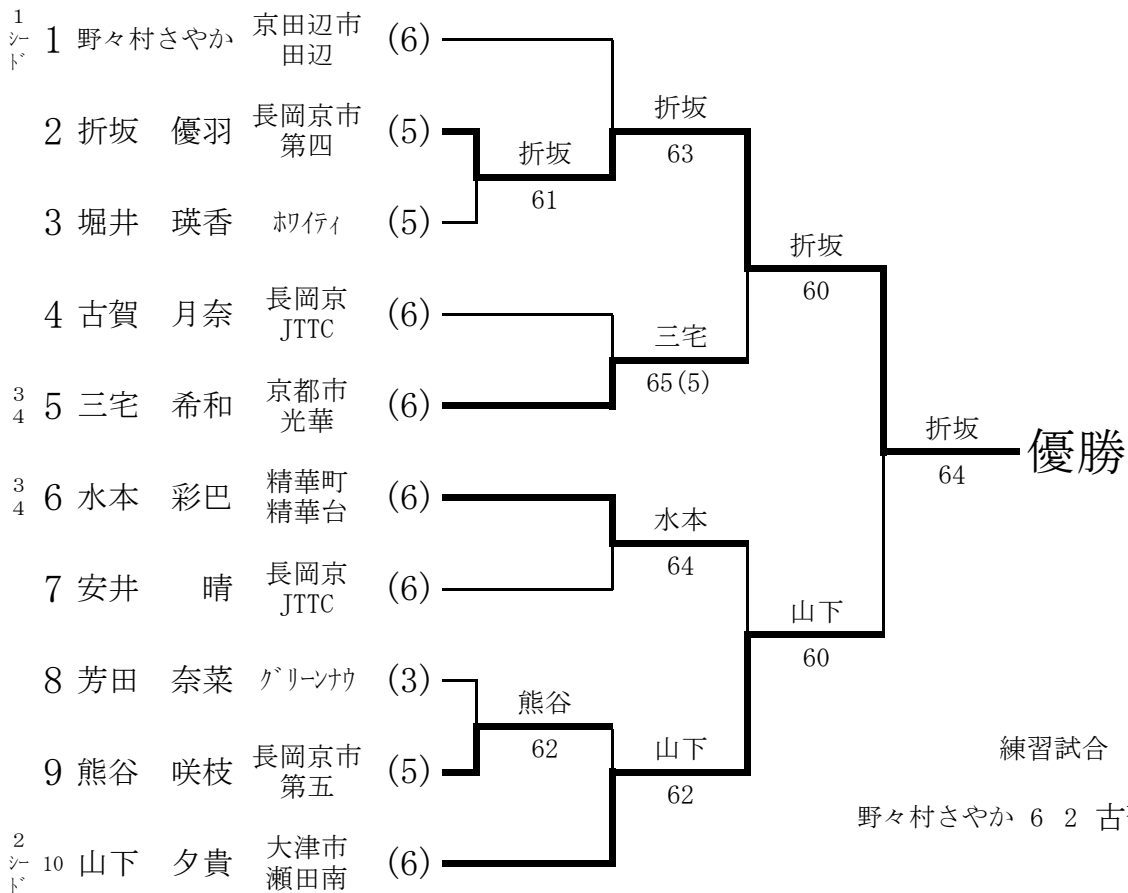 1
シード 1 野々村さやか 京田辺市 田辺 (6)
2 折坂 優羽 長岡京市 第四 (5)
3 堀井 瑛香 ホワイティ (5)
4 古賀 月奈 長岡京 JTTC (6)
3
4 5 三宅 希和 京都市 光華 (6)
3
4 6 水本 彩巴 精華町 精華台 (6)
7 安井 晴 長岡京 JTTC (6)
8 芳田 奈菜 グリーンナウ (3)
9 熊谷 咲枝 長岡京市 第五 (5)
2
シード 10 山下 夕貴 大津市 瀬田南 (6)
折坂
61
熊谷
62
折坂
63
三宅
65(5)
水本
64
山下
62
折坂
60
山下
60
折坂
64
優勝
練習試合
野々村さやか 6 2 古